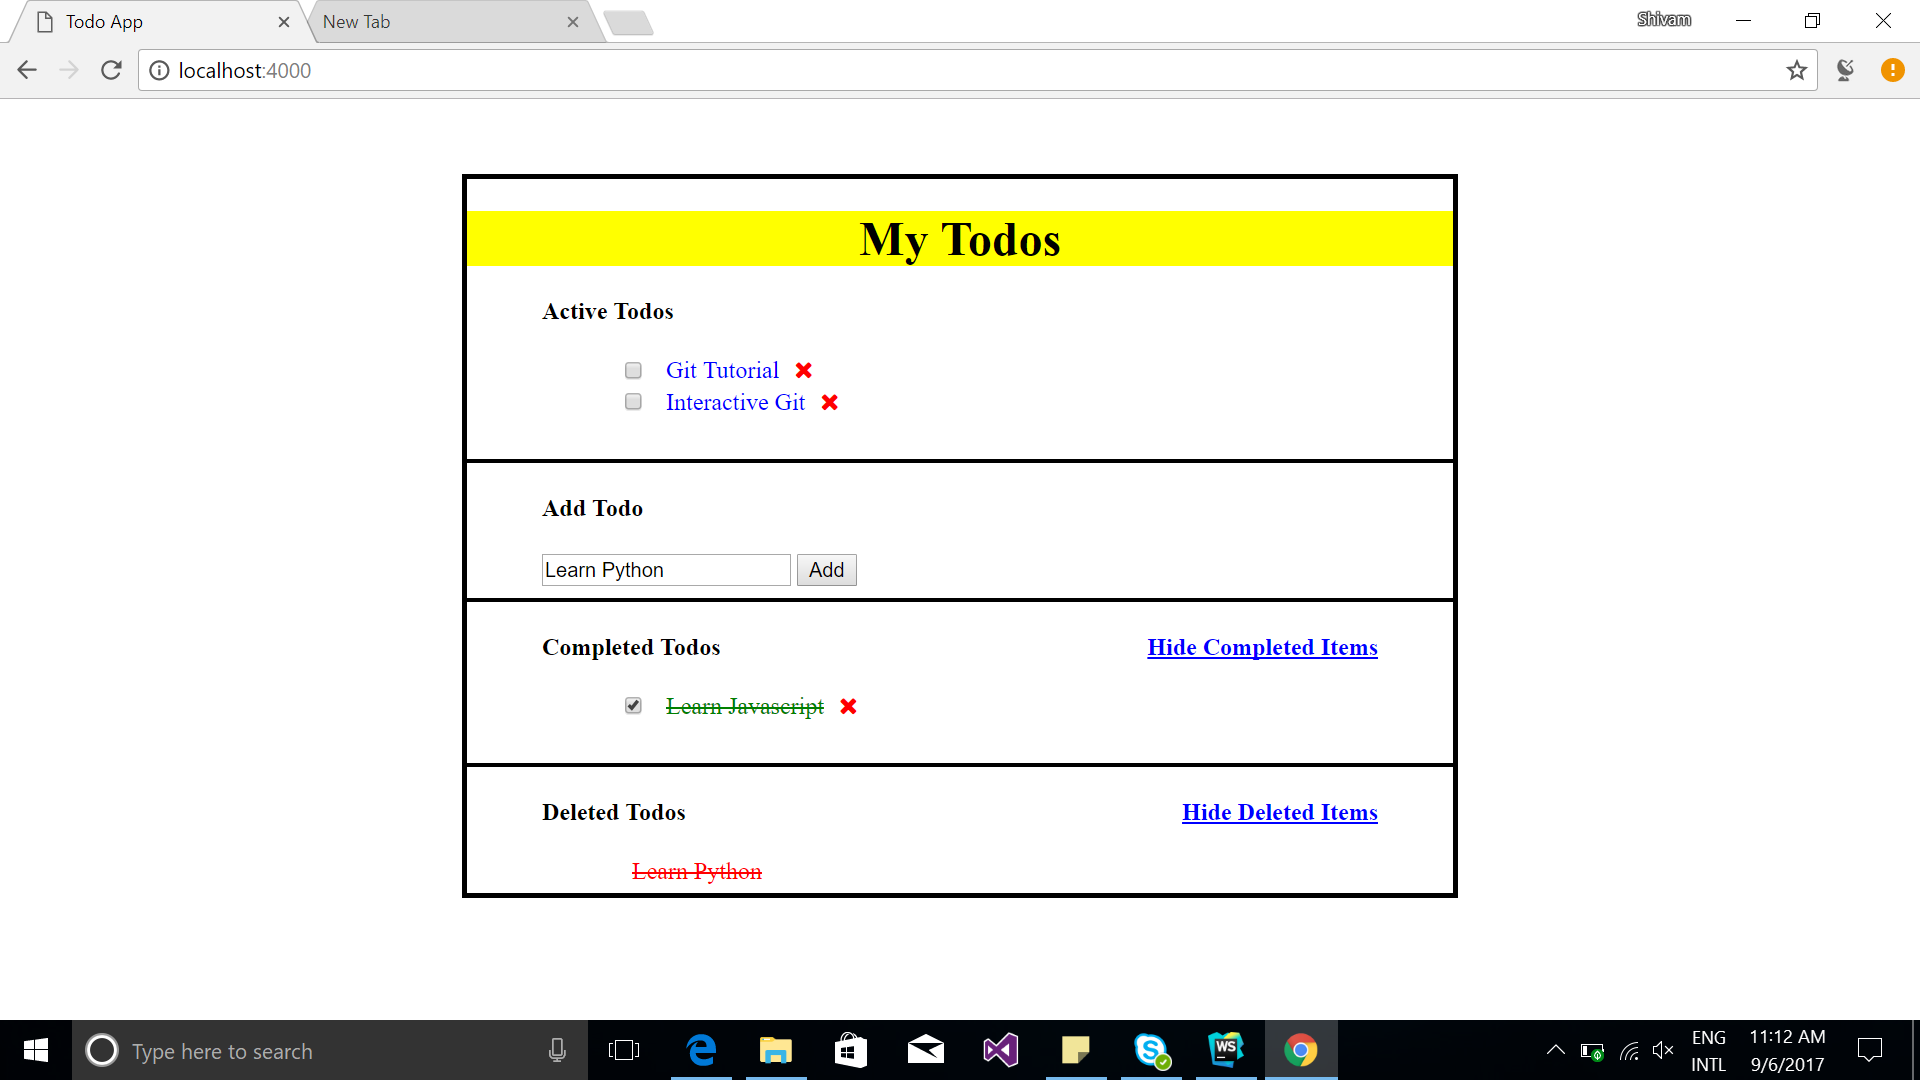 Todo App
New Tab
Shivam
localhost:4000
My Todos
Active Todos
Git Tutorial
Interactive Git
Add Todo
Learn Python Add
Completed Todos Hide Completed Items
Learn Javascript
Deleted Todos Hide Deleted Items
Learn Python
Type here to search
WS
ENG
INTL
11:12 AM
9/6/2017